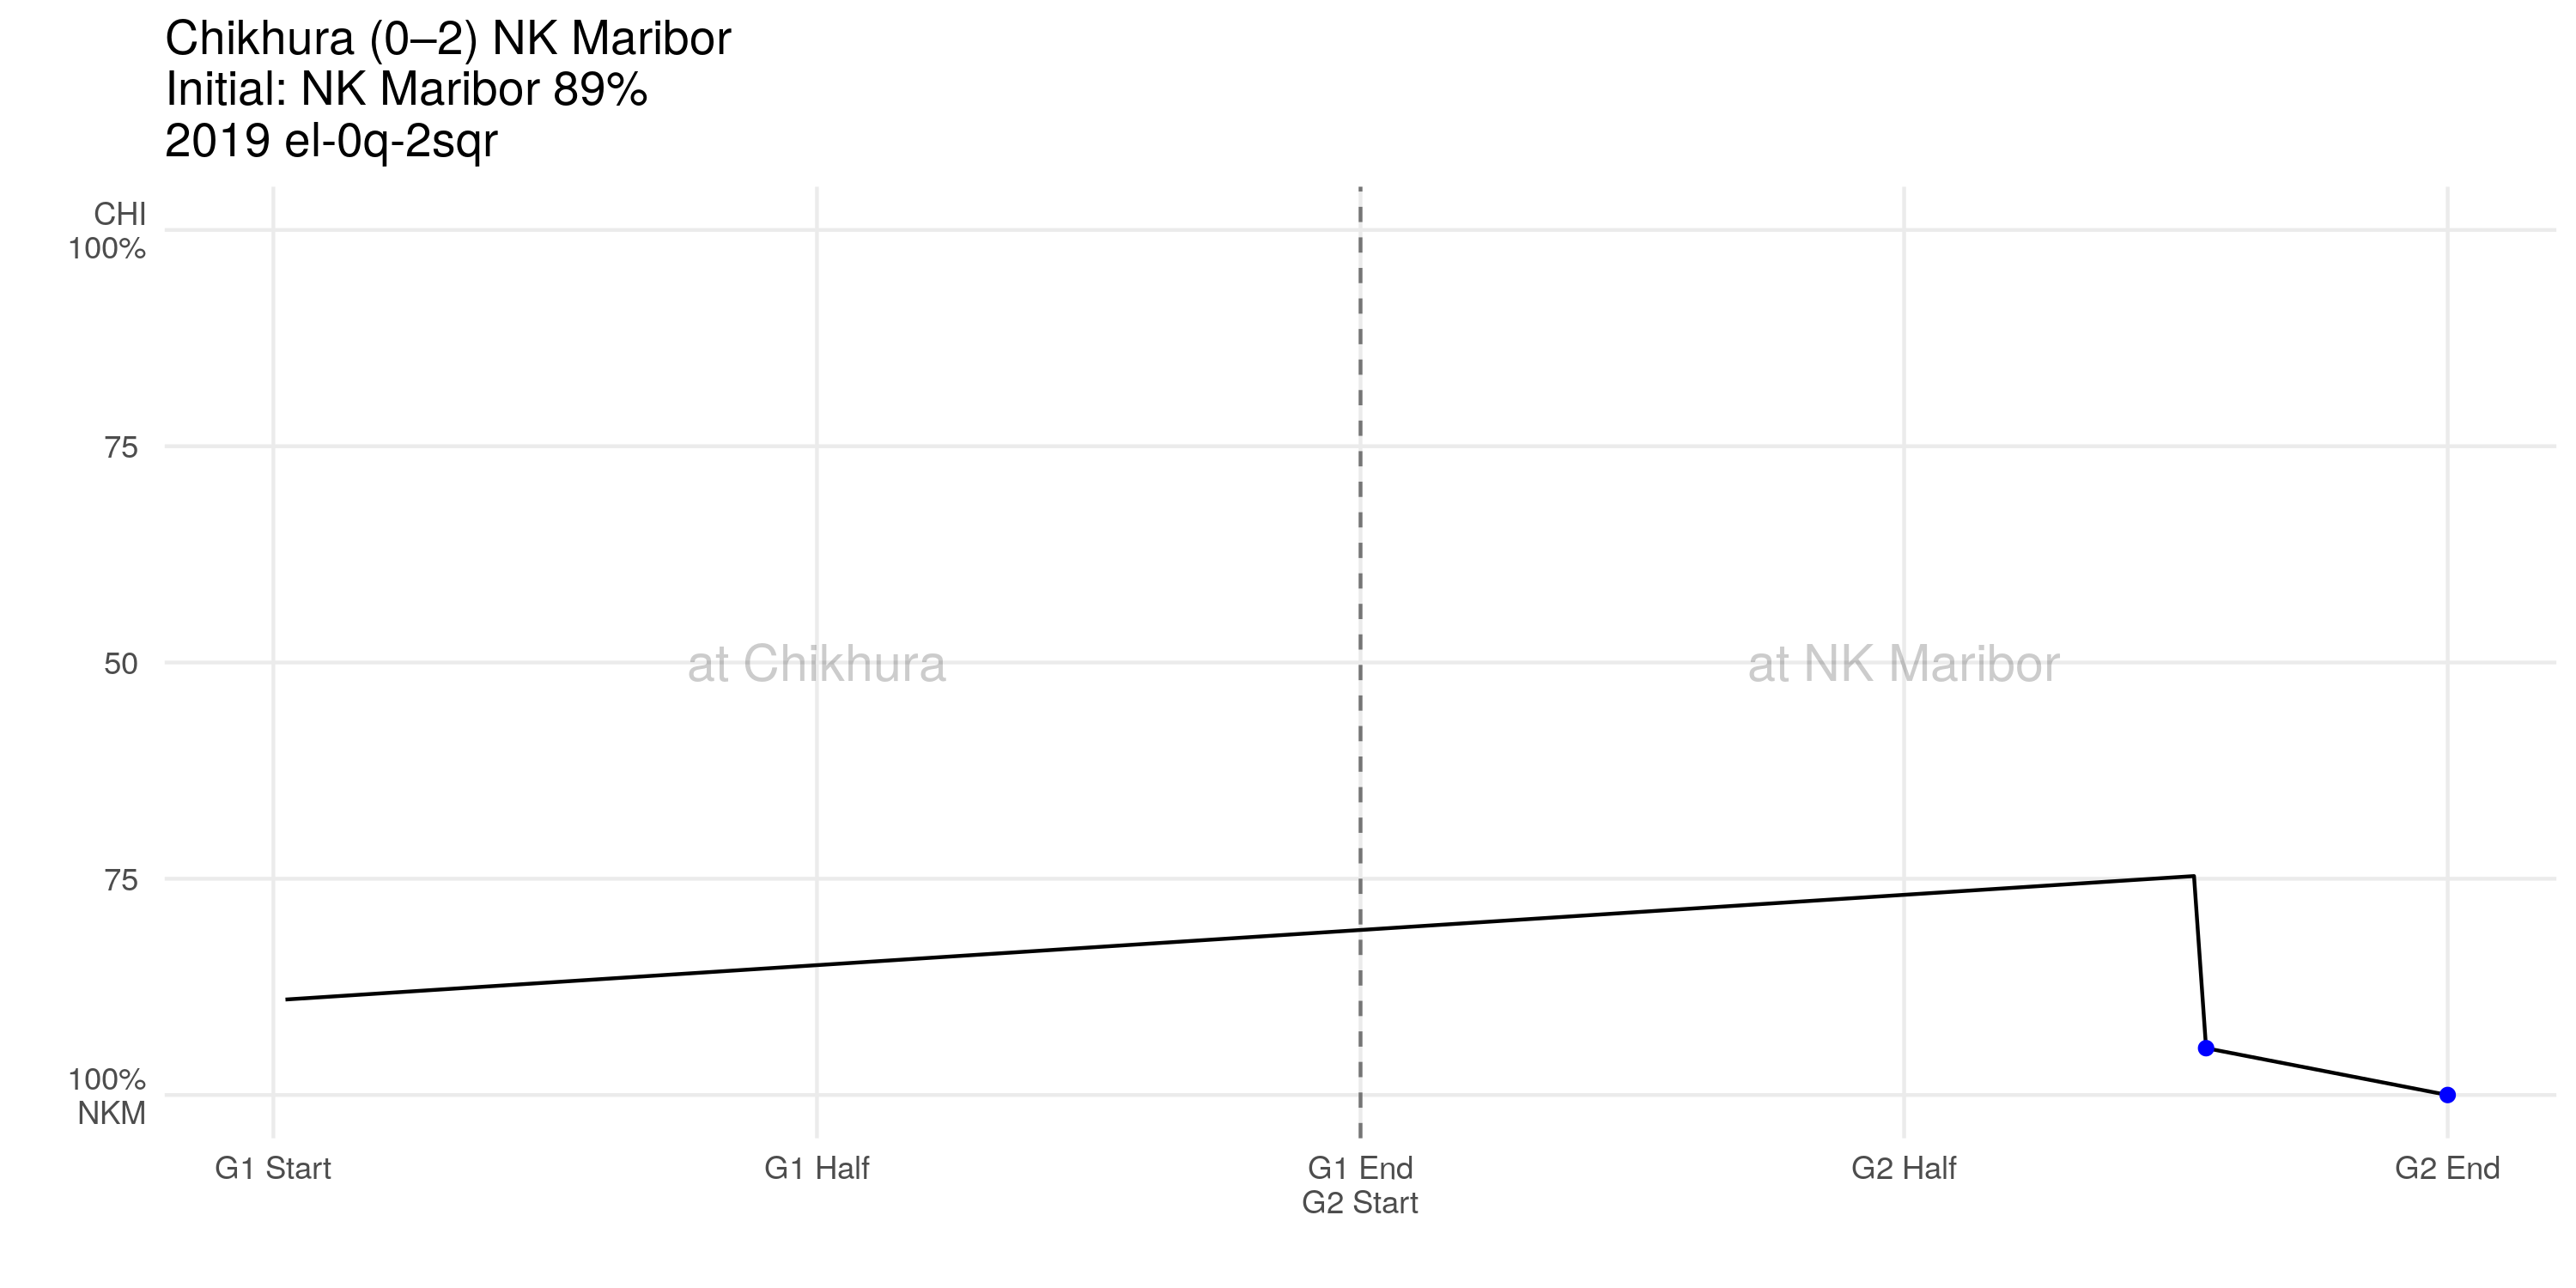 Chikhura (0–2) NK Maribor
Initial: NK Maribor 89%
2019 el-0q-2sqr
CHI
100%
75
50
75
100%
NKM
at Chikhura
at NK Maribor
G1 Start
G1 Half
G1 End
G2 Start
G2 Half
G2 End